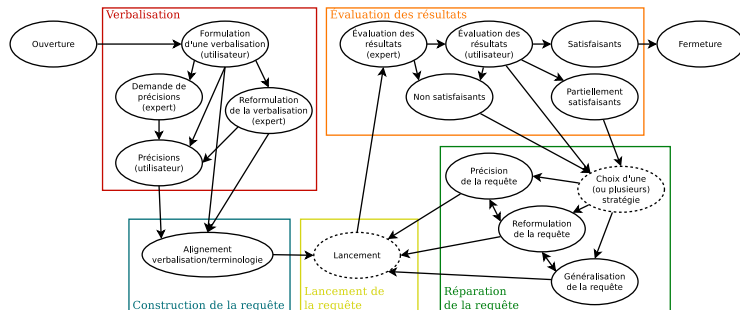 Verbalisation
Évaluation des résultats
Ouverture
Formulation
d'une verbalisation
(utilisateur)
Évaluation des
résultats
(expert)
Évaluation des
résultats
(utilisateur)
Satisfaisants
Fermeture
Demande de
précisions
(expert)
Reformulation
de la verbalisation
(expert)
Non satisfaisants
Partiellement
satisfaisants
Précisions
(utilisateur)
Précision
de la requête
Choix d'une
(ou plusieurs)
stratégie
Reformulation
de la requête
Alignement
verbalisation/terminologie
Lancement
Généralisation
de la requête
Construction de la requête
Lancement de
la requête
Réparation
de la requête